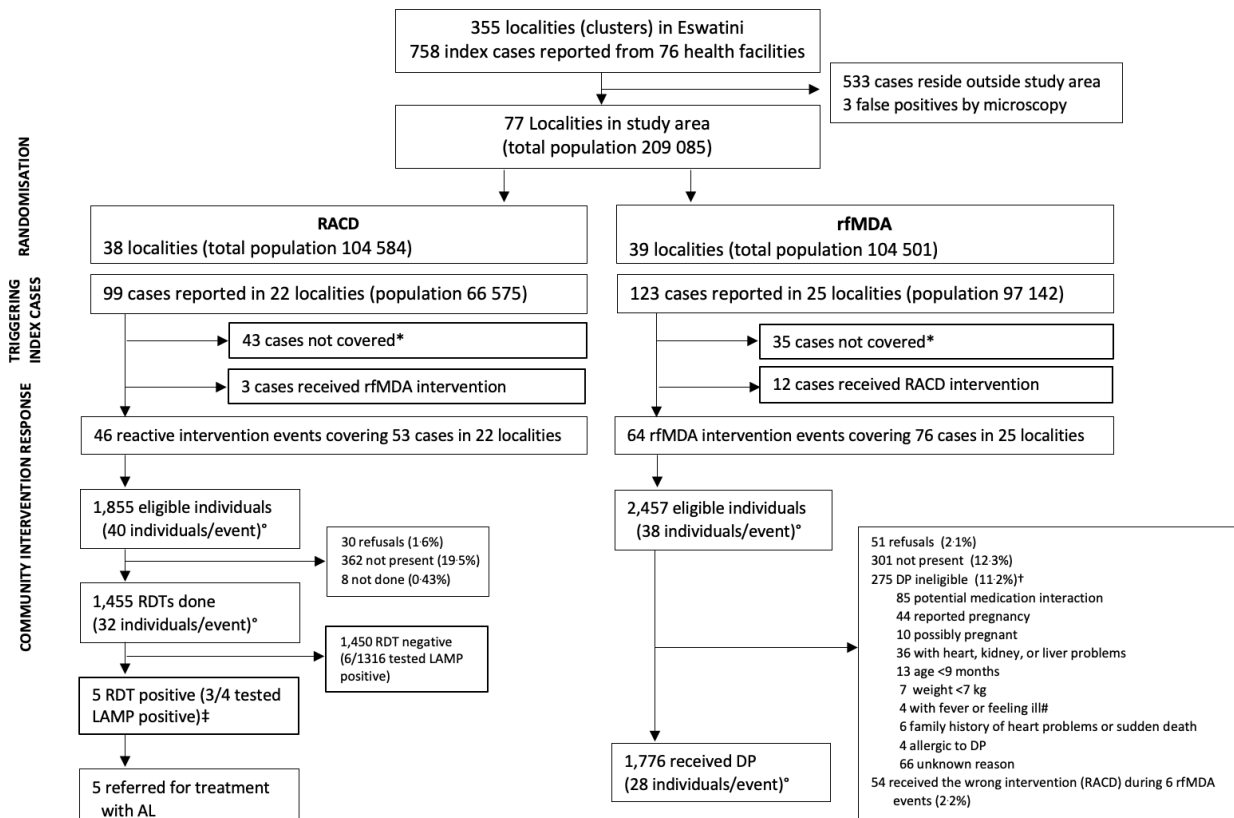 355 localities (clusters) in Eswatini
758 index cases reported from 76 health facilities
533 cases reside outside study area
3 false positives by microscopy
77 Localities in study area
(total population 209 085)
RANDOMISATION
RACD
38 localities (total population 104 584)
rfMDA
39 localities (total population 104 501)
TRIGGERING
INDEX CASES
99 cases reported in 22 localities (population 66 575)
123 cases reported in 25 localities (population 97 142)
43 cases not covered*
35 cases not covered*
3 cases received rfMDA intervention
12 cases received RACD intervention
COMMUNITY INTERVENTION RESPONSE
46 reactive intervention events covering 53 cases in 22 localities
64 rfMDA intervention events covering 76 cases in 25 localities
1,855 eligible individuals
(40 individuals/event)°
2,457 eligible individuals
(38 individuals/event)°
30 refusals (1·6%)
362 not present (19·5%)
8 not done (0·43%)
1,455 RDTs done
(32 individuals/event)°
1,450 RDT negative
(6/1316 tested LAMP
positive)
5 RDT positive (3/4 tested
LAMP positive)‡
5 referred for treatment
with AL
51 refusals (2·1%)
301 not present (12·3%)
275 DP ineligible (11·2%)†
85 potential medication interaction
44 reported pregnancy
10 possibly pregnant
36 with heart, kidney, or liver problems
13 age <9 months
7 weight <7 kg
4 with fever or feeling ill#
6 family history of heart problems or sudden death
4 allergic to DP
66 unknown reason
54 received the wrong intervention (RACD) during 6 rfMDA
events (2·2%)
1,776 received DP
(28 individuals/event)°